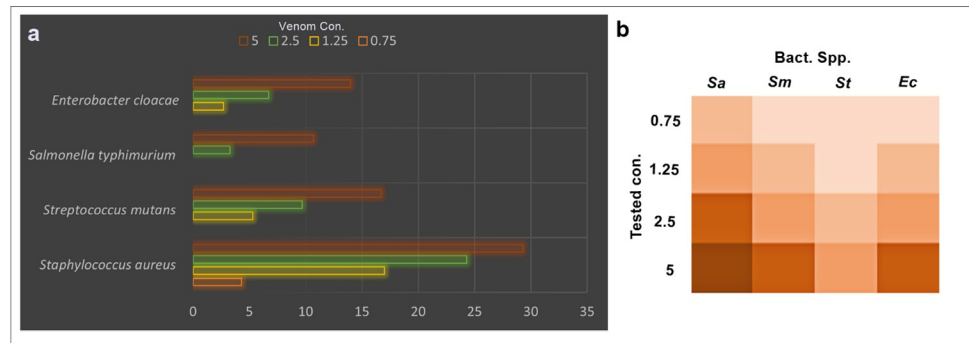 a
Venom Con.
5 2.5 1.25 0.75
Enterobacter cloacae
Salmonella typhimurium
Streptococcus mutans
Staphylococcus aureus
0 5 10 15 20 25 30 35
b
Bact. Spp.
Sa Sm St Ec
Tested con.
0.75
1.25
2.5
5